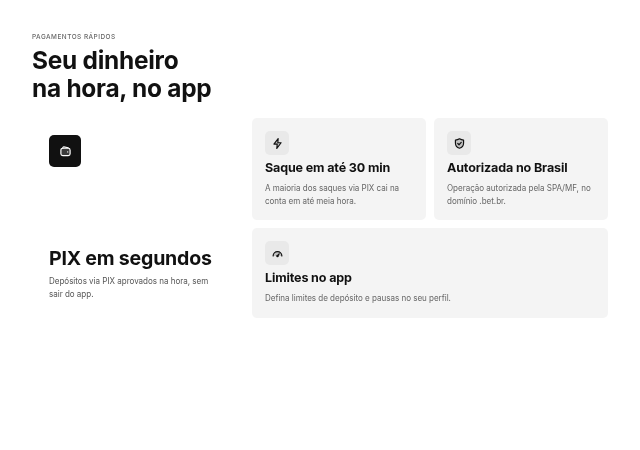 PAGAMENTOS RÁPIDOS
Seu dinheiro
na hora, no app
PIX em segundos
Depósitos via PIX aprovados na hora, sem
sair do app.
Saque em até 30 min
A maioria dos saques via PIX cai na
conta em até meia hora.
Autorizada no Brasil
Operação autorizada pela SPA/MF, no
domínio .bet.br.
Limites no app
Defina limites de depósito e pausas no seu perfil.